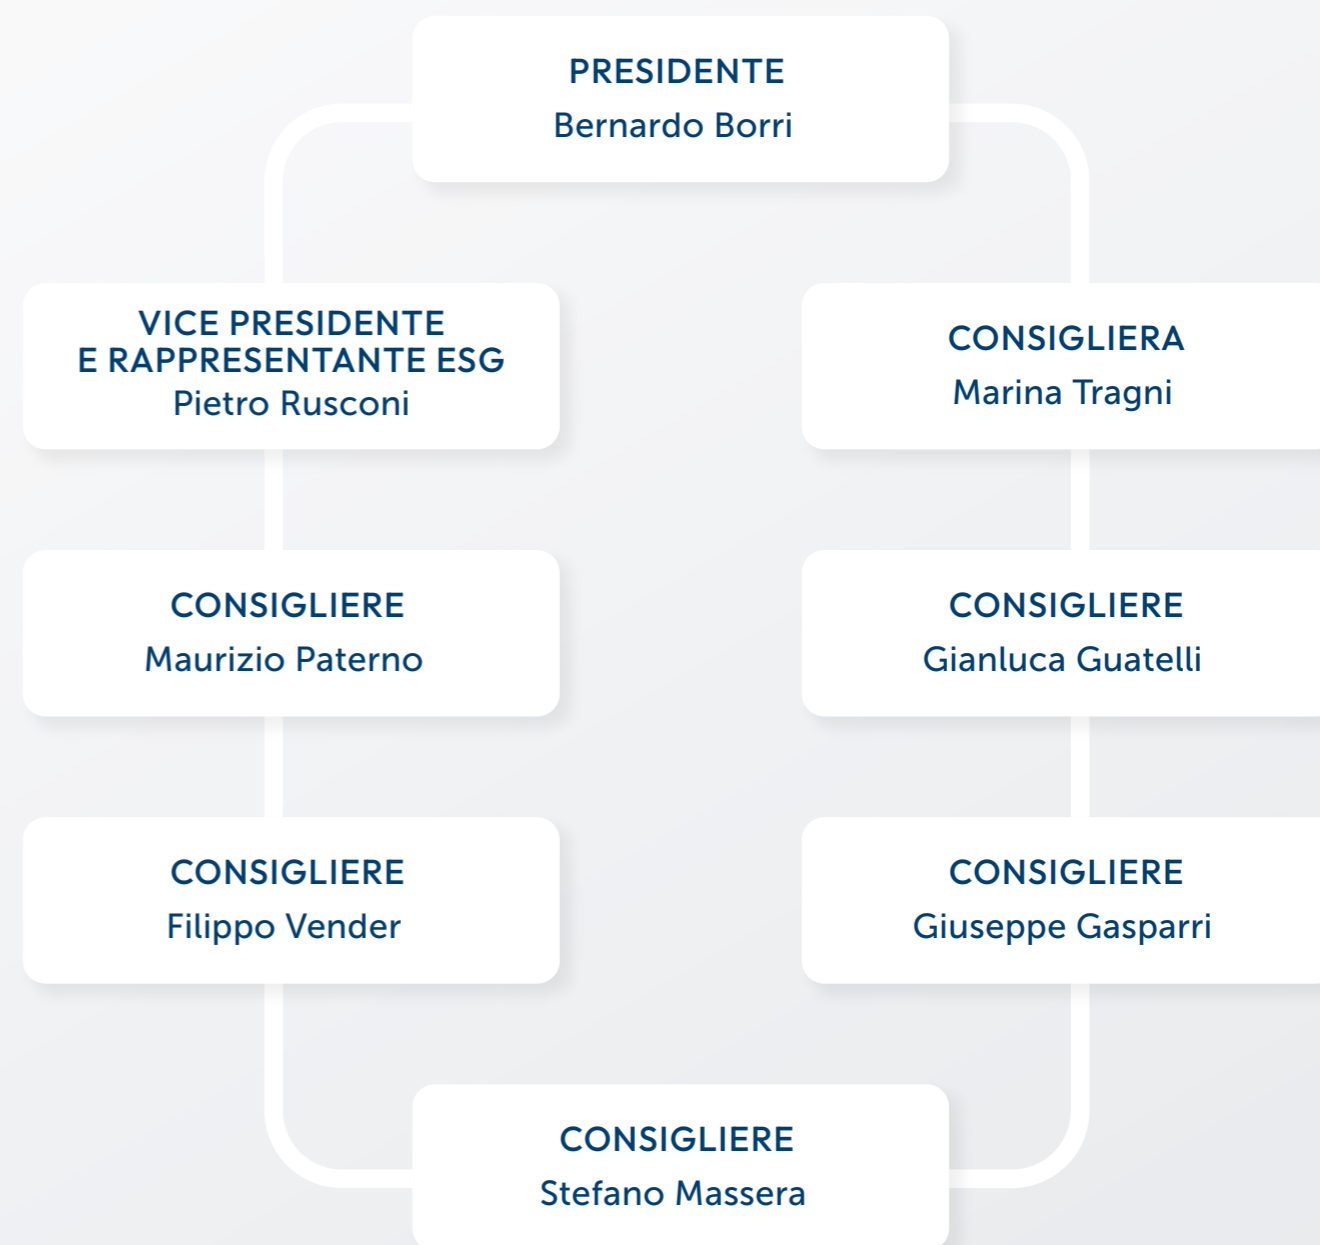 PRESIDENTE
Bernardo Borri
VICE PRESIDENTE
E RAPPRESENTANTE ESG
Pietro Rusconi
CONSIGLIERA
Marina Tragni
CONSIGLIERE
Maurizio Paterno
CONSIGLIERE
Gianluca Guatelli
CONSIGLIERE
Filippo Vender
CONSIGLIERE
Giuseppe Gasparri
CONSIGLIERE
Stefano Massera